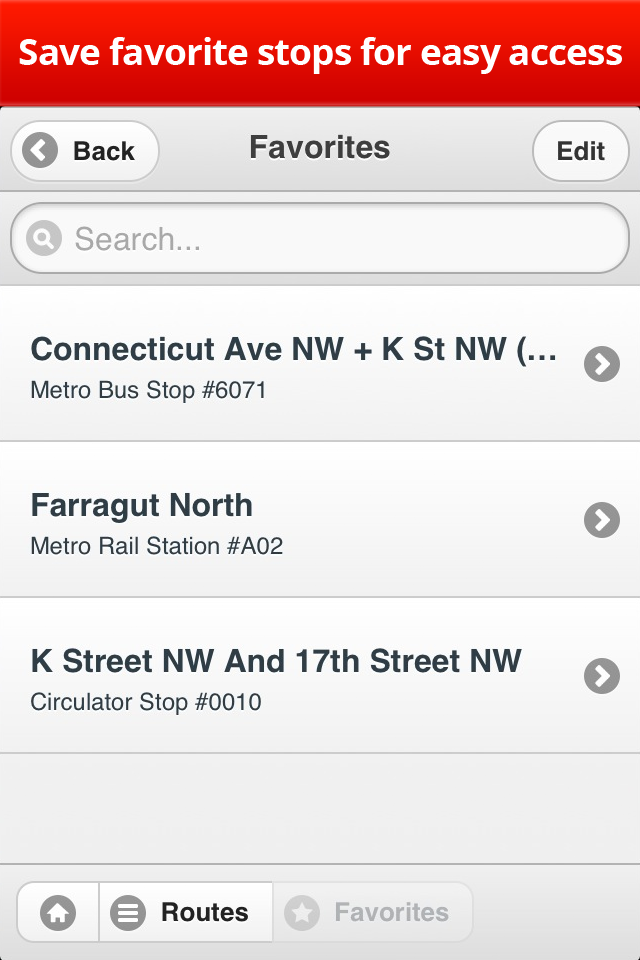 Save favorite stops for easy access
Back
Favorites
Edit
Search...
Connecticut Ave NW + K St NW (...
Metro Bus Stop #6071
Farragut North
Metro Rail Station #A02
K Street NW And 17th Street NW
Circulator Stop #0010
Routes
Favorites